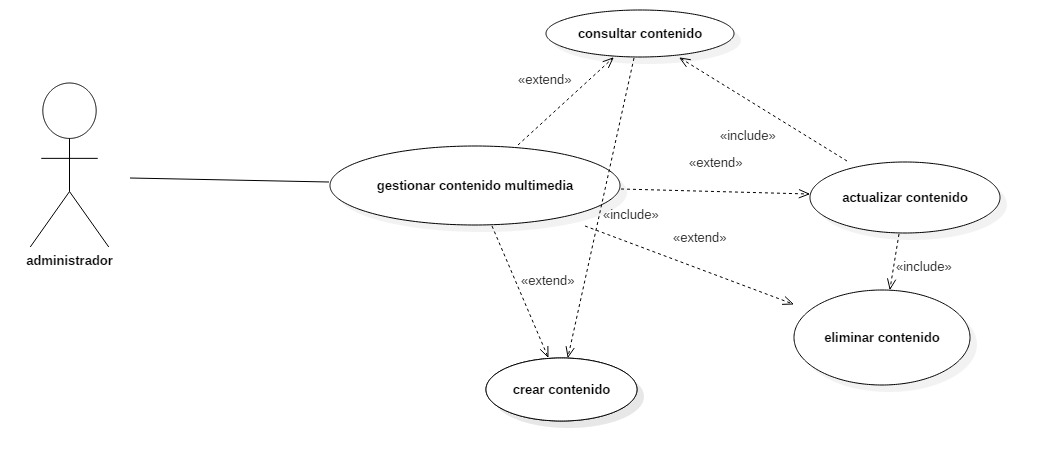 consultar contenido
«extend»
«include»
«extend»
gestionar contenido multimedia
actualizar contenido
«include»
«extend»
administrador
«include»
«extend»
eliminar contenido
crear contenido